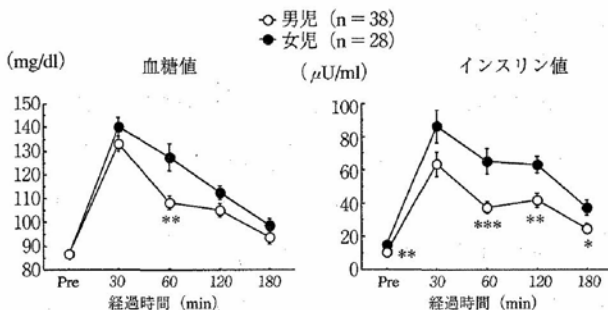 男児 (n = 38)
女児 (n = 28)
(mg/dl)
血糖値
150
140
130
120
110
100
90
80
**
Pre
30
60
120
180
経過時間 (min)
(μU/ml)
インスリン値
100
80
60
40
20
0
**
***
**
*
Pre
30
60
120
180
経過時間 (min)